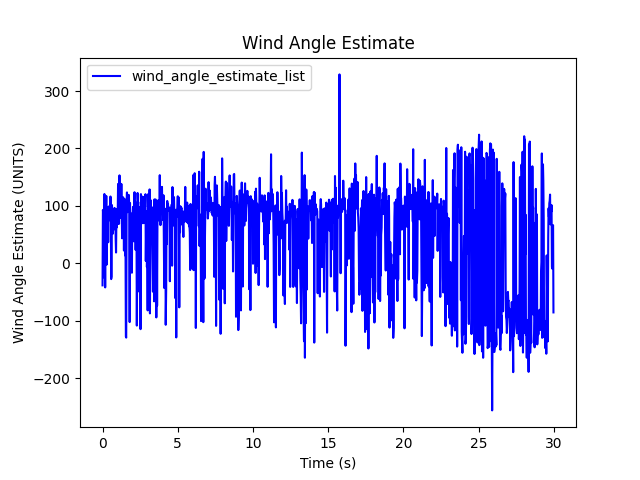 Wind Angle Estimate
wind_angle_estimate_list
300
200
100
0
−100
−200
Wind Angle Estimate (UNITS)
0 5 10 15 20 25 30
Time (s)